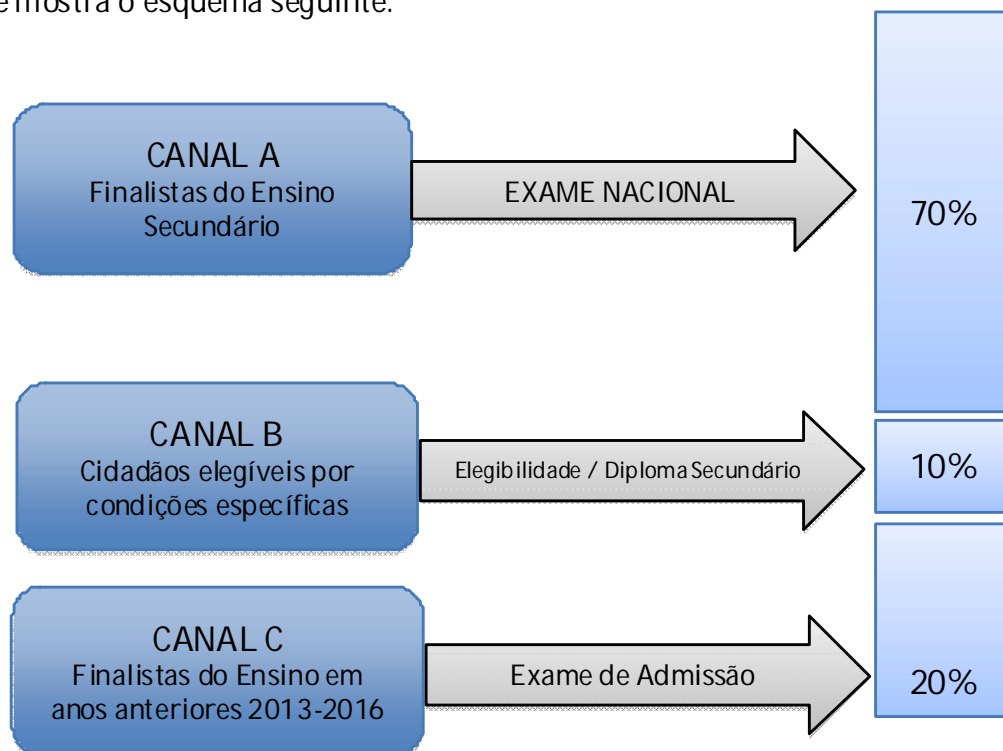 e mostra o esquema seguinte.
CANAL A
Finalistas do Ensino
Secundário
EXAME NACIONAL
70%
CANAL B
Cidadãos elegíveis por
condições específicas
Elegibilidade / Diploma Secundário
10%
CANAL C
Finalistas do Ensino em
anos anteriores 2013-2016
Exame de Admissão
20%